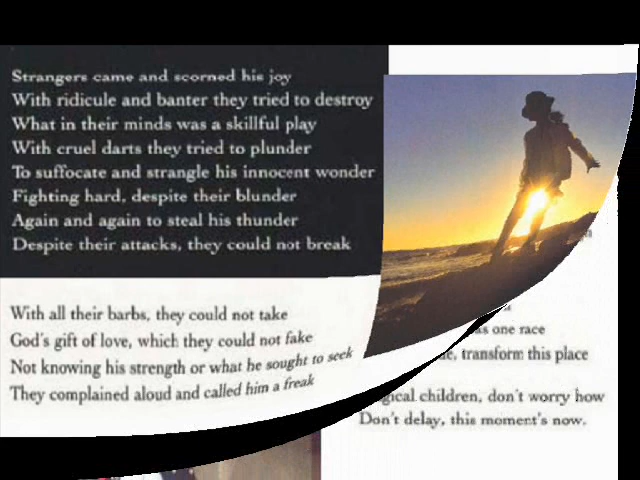 Strangers came and scorned his joy
With ridicule and banter they tried to destroy
What in their minds was a skillful play
With cruel darts they tried to plunder
To suffocate and strangle his innocent wonder
Fighting hard, despite their blunder
Again and again to steal his thunder
Despite their attacks, they could not break
With all their barbs, they could not take
God's gift of love, which they could not fake
Not knowing his strength or what he sought to seek
They complained aloud and called him a freak
one race
transform this place
children, don't worry how
Don't delay, this moment's now.